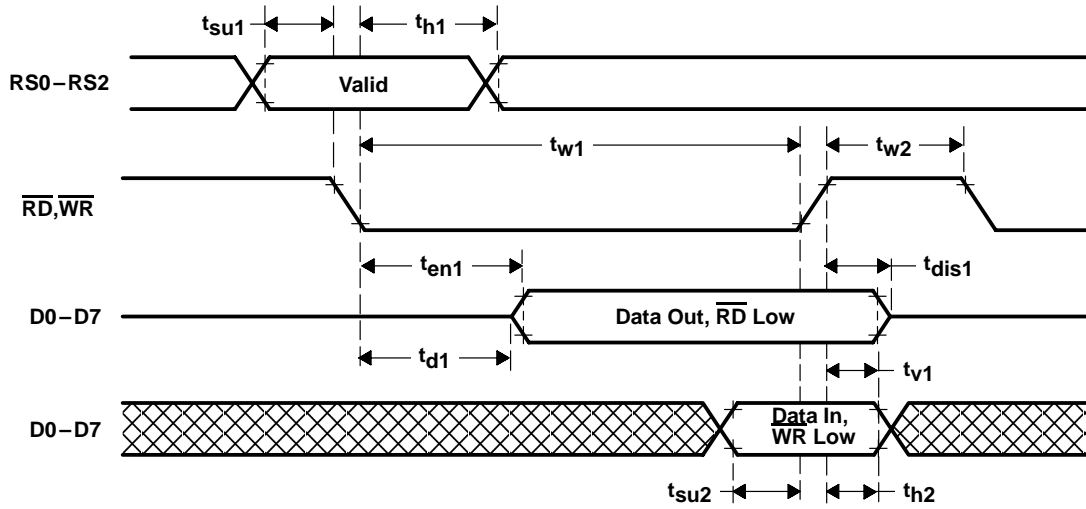 tsu1
th1
RS0–RS2
Valid
tw1
tw2
RD,WR
ten1
tdis1
D0–D7
Data Out, RD Low
td1
tv1
D0–D7
Data In,
WR Low
tsu2
th2